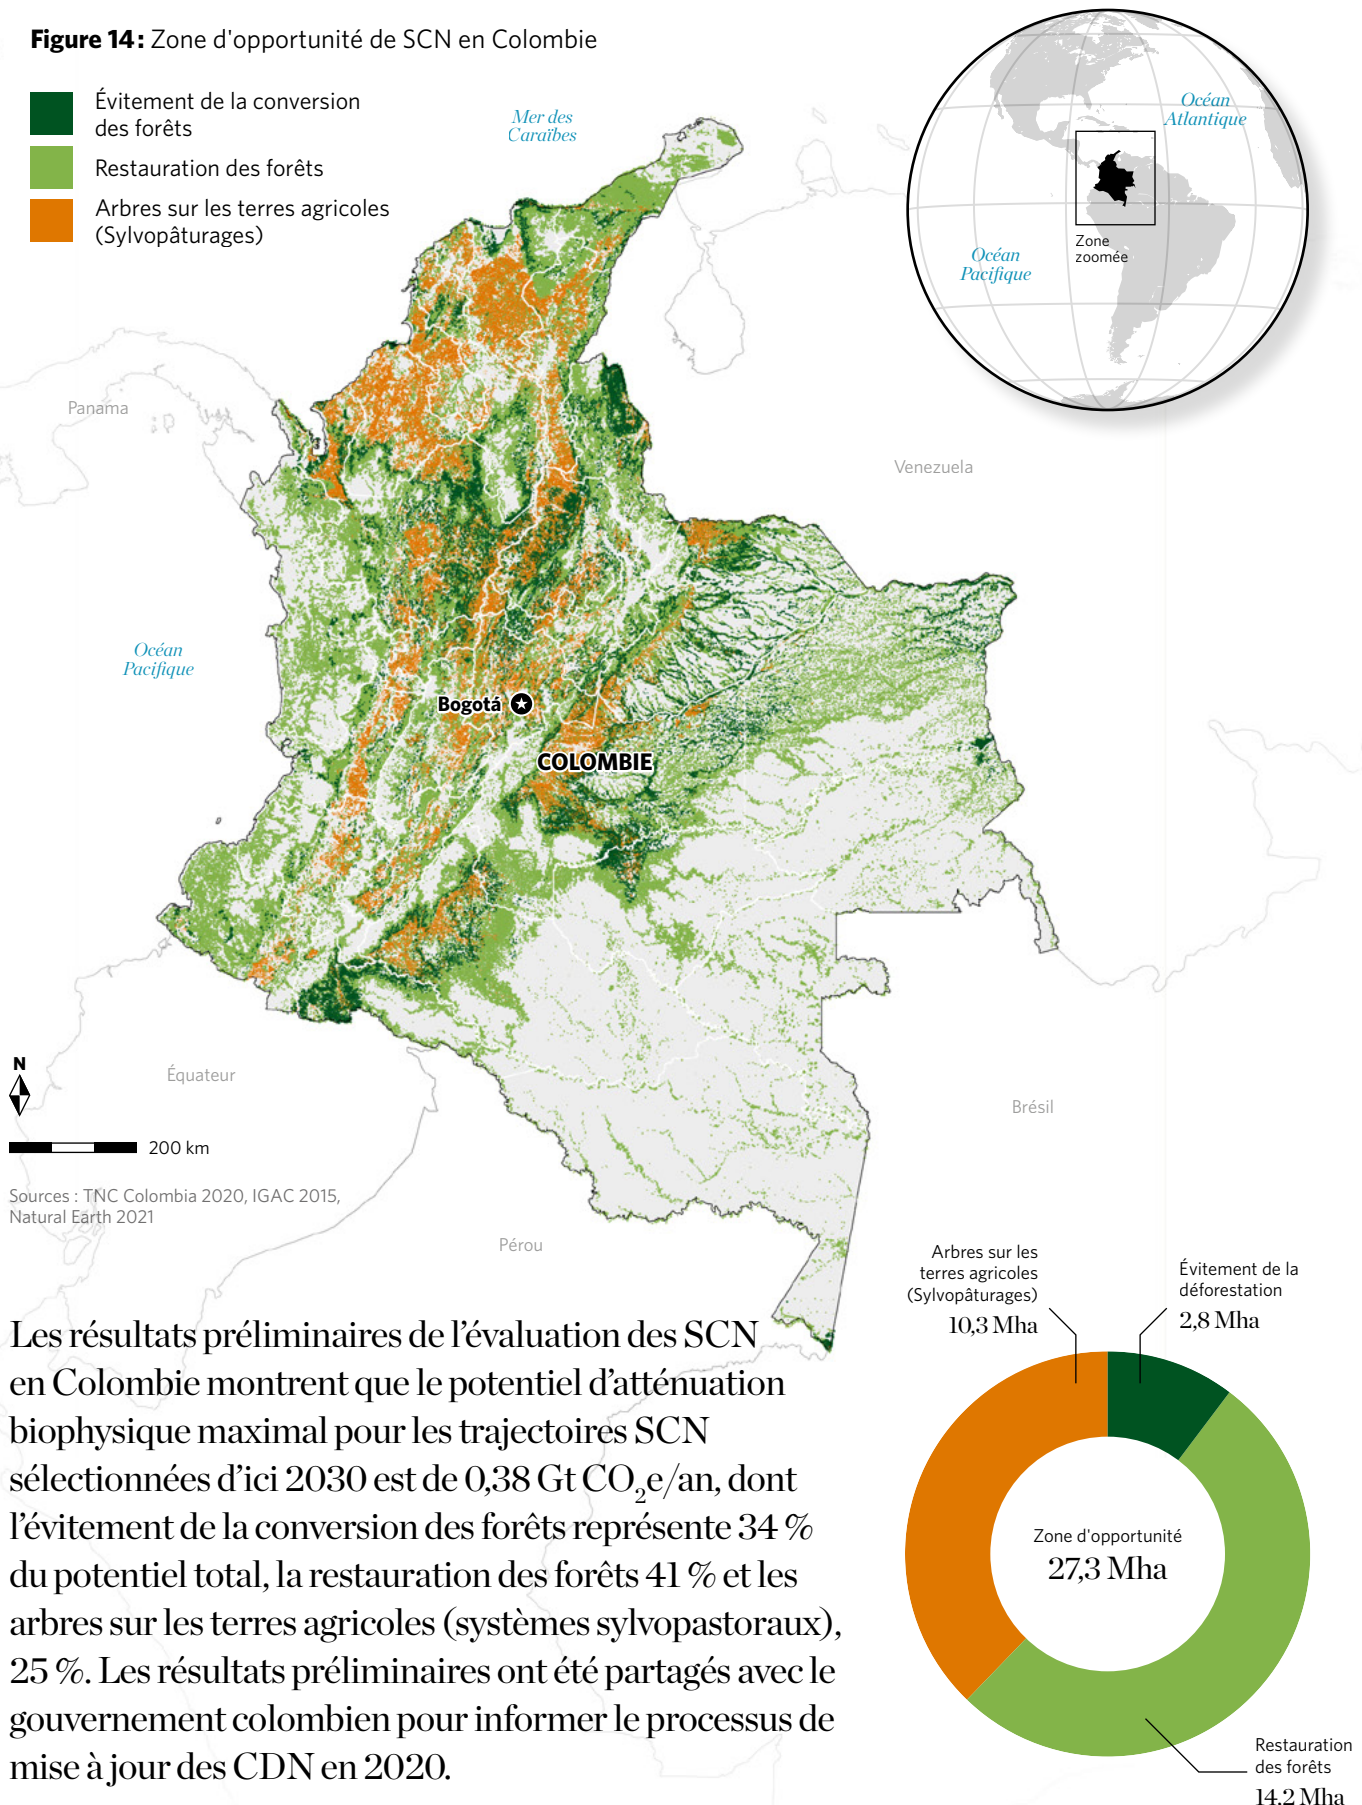 Figure 14 : Zone d'opportunité de SCN en Colombie
Évitement de la conversion
des forêts
Restauration des forêts
Arbres sur les terres agricoles
(Sylvopâturages)
Mer des
Caraïbes
Océan
Atlantique
Océan
Pacifique
Zone
zoomée
Panama
Venezuela
Océan
Pacifique
Bogotá
COLOMBIE
N
Équateur
Brésil
200 km
Sources : TNC Colombia 2020, IGAC 2015,
Natural Earth 2021
Pérou
Les résultats préliminaires de l'évaluation des SCN
en Colombie montrent que le potentiel d'atténuation
biophysique maximal pour les trajectoires SCN
sélectionnées d'ici 2030 est de 0,38 Gt CO₂e/an, dont
l'évitement de la conversion des forêts représente 34 %
du potentiel total, la restauration des forêts 41 % et les
arbres sur les terres agricoles (systèmes sylvopastoraux),
25 %. Les résultats préliminaires ont été partagés avec le
gouvernement colombien pour informer le processus de
mise à jour des CDN en 2020.
Arbres sur les
terres agricoles
(Sylvopâturages)
10,3 Mha
Évitement de la
déforestation
2,8 Mha
Zone d'opportunité
27,3 Mha
Restauration
des forêts
14,2 Mha